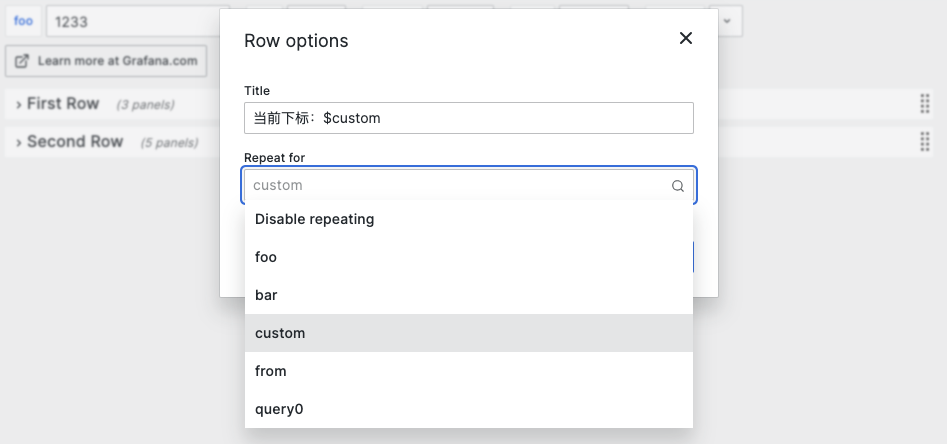 foo 1233
Row options
Learn more at Grafana.com
Title
First Row (3 panels)
当前下标：$custom
Second Row (5 panels)
Repeat for
custom
Disable repeating
foo
bar
custom
from
query0